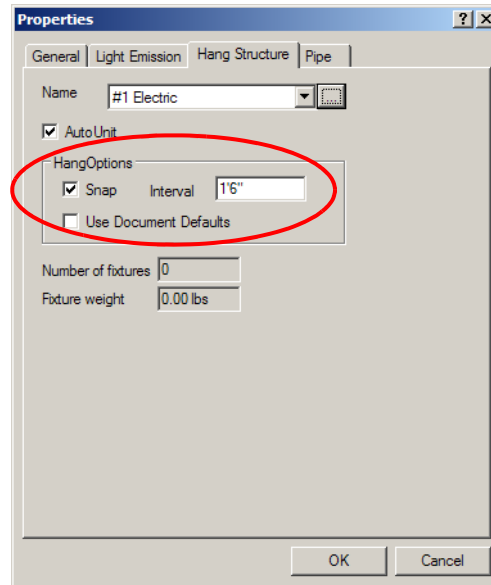 Properties
General Light Emission Hang Structure Pipe
Name #1 Electric ...
AutoUnit
HangOptions
Snap Interval 1'6"
Use Document Defaults
Number of fixtures 0
Fixture weight 0.00 lbs
OK Cancel